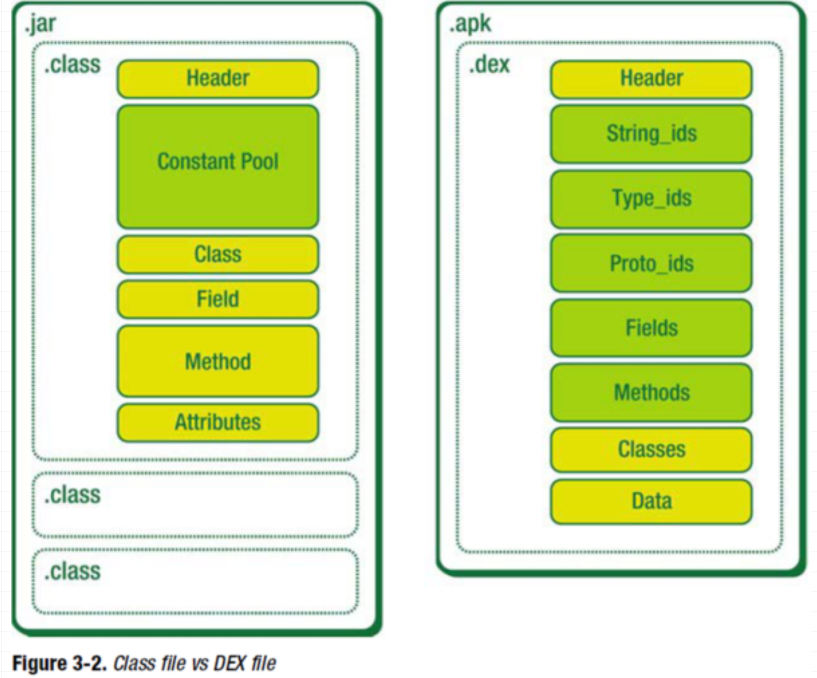 .jar
.class
Header
Constant Pool
Class
Field
Method
Attributes
.class
.class
.apk
.dex
Header
String_ids
Type_ids
Proto_ids
Fields
Methods
Classes
Data
Figure 3-2. Class file vs DEX file